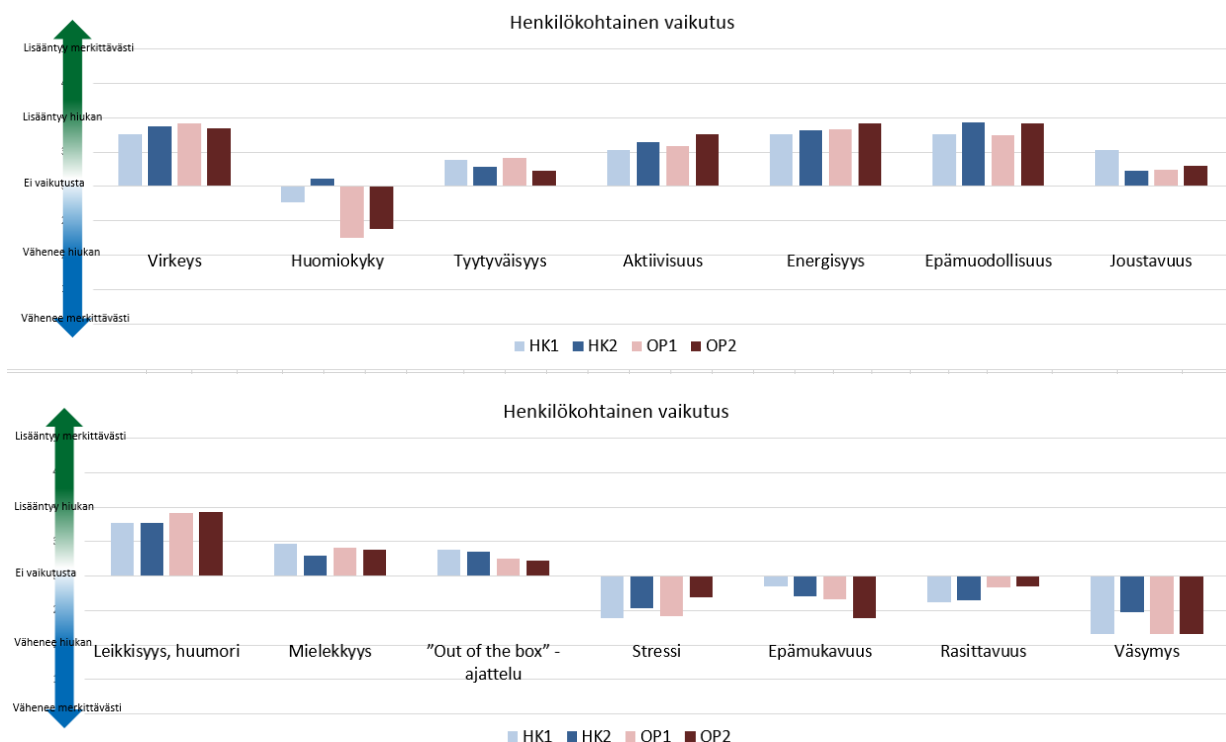 Henkilökohtainen vaikutus
Lisääntyy merkittävästi
Lisääntyy hiukan
Ei vaikutusta
Vähenee hiukan
Vähenee merkittävästi
Virkeys Huomiokyky Tyytyväisyys Aktiivisuus Energisyys Epämuodollisuus Joustavuus
HK1 HK2 OP1 OP2
Henkilökohtainen vaikutus
Lisääntyy merkittävästi
Lisääntyy hiukan
Ei vaikutusta
Vähenee hiukan
Vähenee merkittävästi
Leikkisyys, huumori Mielekkyys ”Out of the box” - Stressi Epämukavuus Rasittavuus Väsymys
ajattelu
HK1 HK2 OP1 OP2